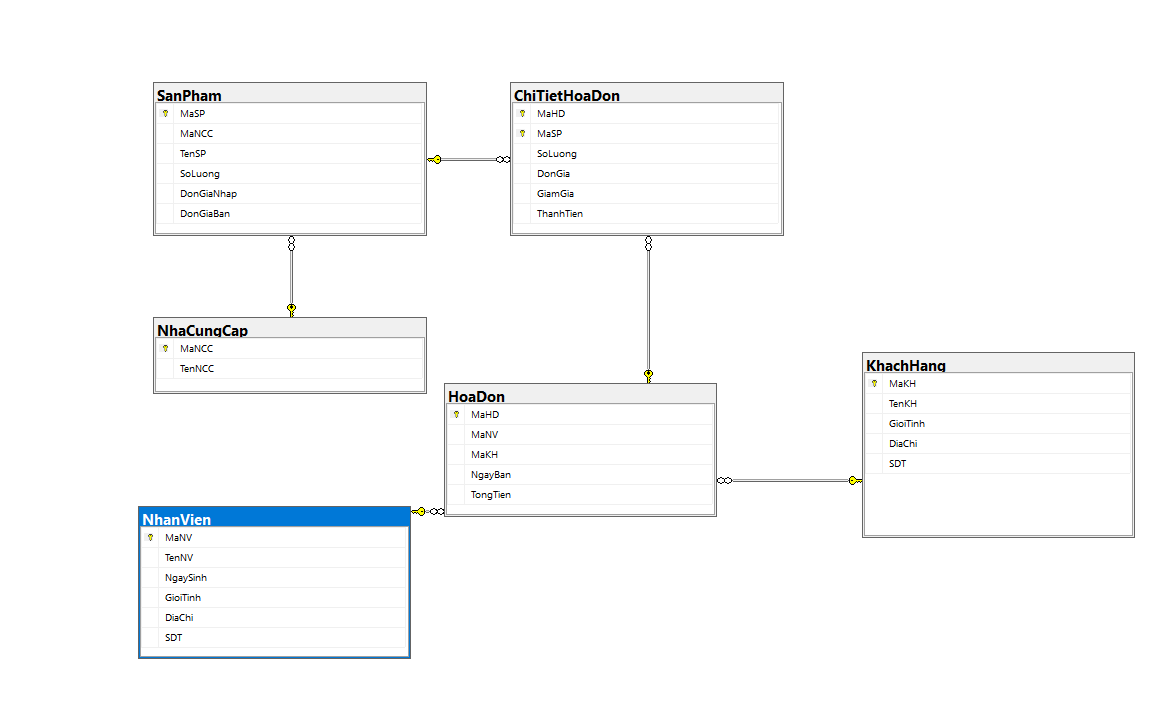 SanPham
MaSP
MaNCC
TenSP
SoLuong
DonGiaNhap
DonGiaBan
ChiTietHoaDon
MaHD
MaSP
SoLuong
DonGia
GiamGia
ThanhTien
NhaCungCap
MaNCC
TenNCC
HoaDon
MaHD
MaNV
MaKH
NgayBan
TongTien
KhachHang
MaKH
TenKH
GioiTinh
DiaChi
SDT
NhanVien
MaNV
TenNV
NgaySinh
GioiTinh
DiaChi
SDT